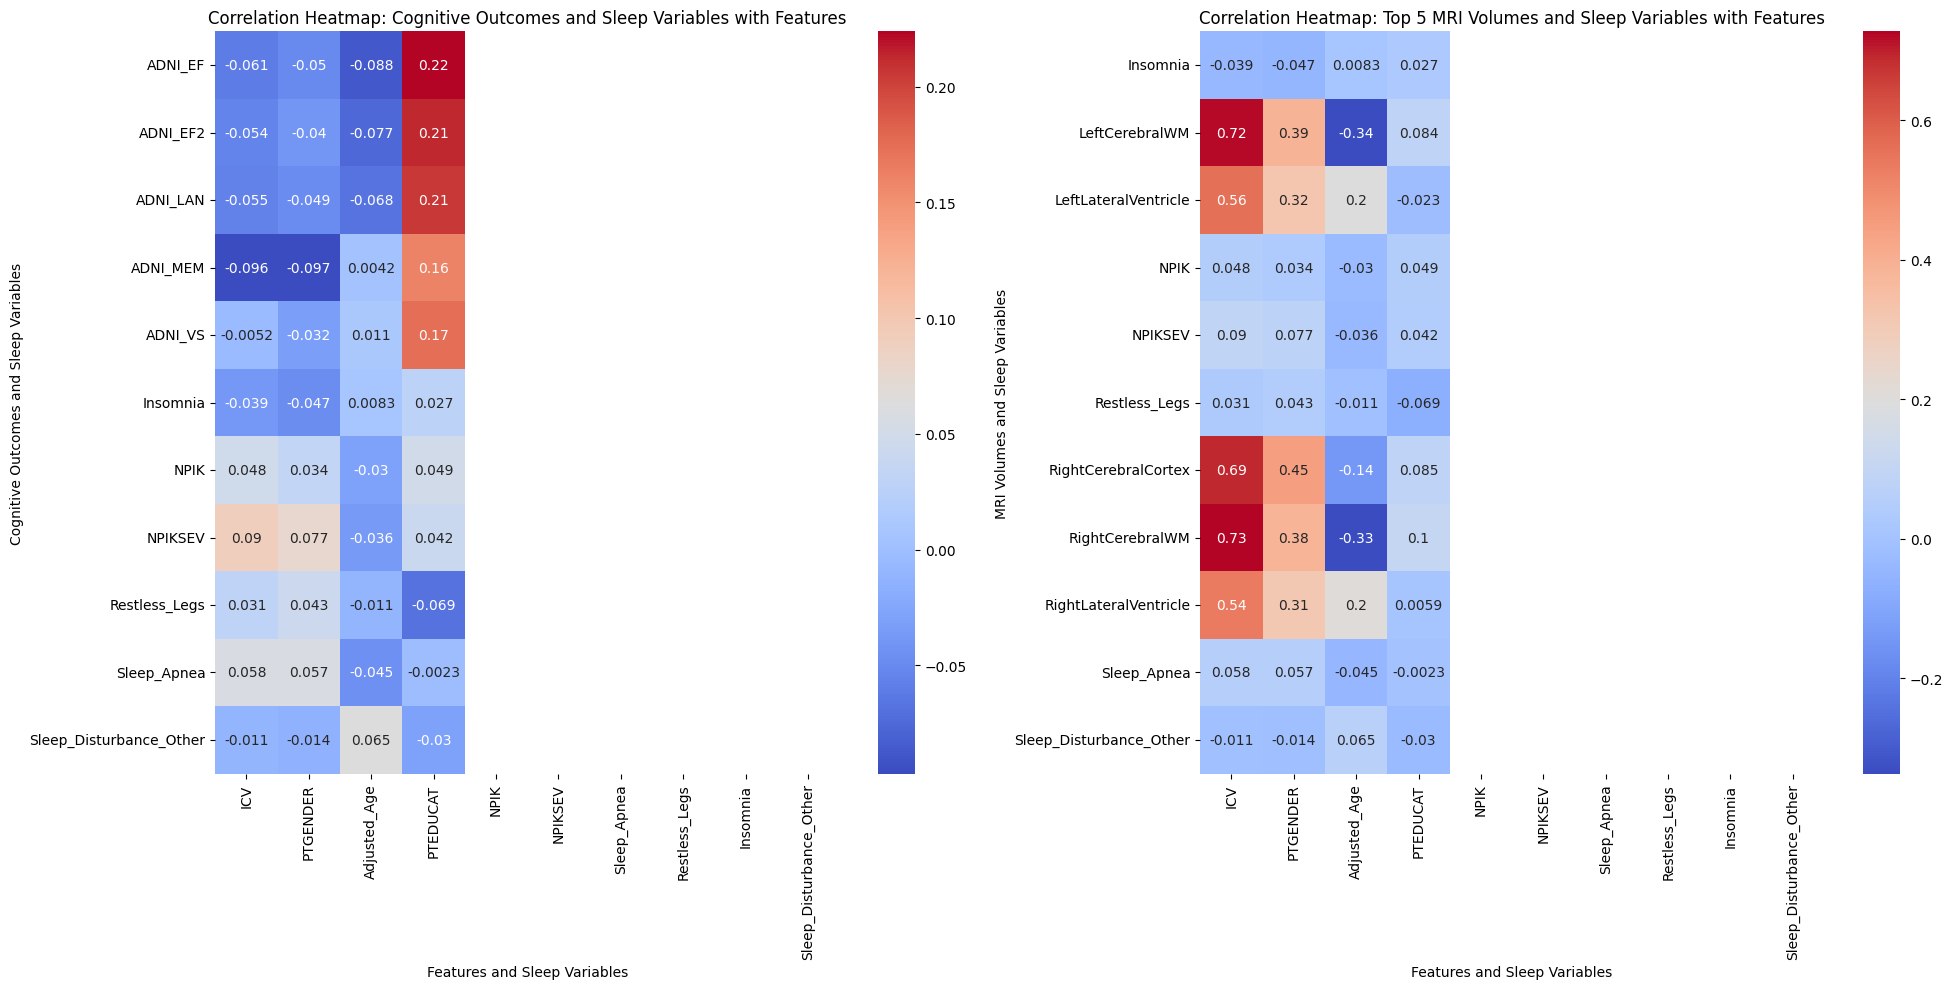 Correlation Heatmap: Cognitive Outcomes and Sleep Variables with Features
Cognitive Outcomes and Sleep Variables
ADNI_EF -0.061 -0.05 -0.088 0.22
ADNI_EF2 -0.054 -0.04 -0.077 0.21
ADNI_LAN -0.055 -0.049 -0.068 0.21
ADNI_MEM -0.096 -0.097 0.0042 0.16
ADNI_VS -0.0052 -0.032 0.011 0.17
Insomnia -0.039 -0.047 0.0083 0.027
NPIK 0.048 0.034 -0.03 0.049
NPIKSEV 0.09 0.077 -0.036 0.042
Restless_Legs 0.031 0.043 -0.011 -0.069
Sleep_Apnea 0.058 0.057 -0.045 -0.0023
Sleep_Disturbance_Other -0.011 -0.014 0.065 -0.03
ICV
PTGENDER
Adjusted_Age
PTEDUCAT
NPIK
NPIKSEV
Sleep_Apnea
Restless_Legs
Insomnia
Sleep_Disturbance_Other
Features and Sleep Variables
0.20
0.15
0.10
0.05
0.00
−0.05
Correlation Heatmap: Top 5 MRI Volumes and Sleep Variables with Features
MRI Volumes and Sleep Variables
Insomnia -0.039 -0.047 0.0083 0.027
LeftCerebralWM 0.72 0.39 -0.34 0.084
LeftLateralVentricle 0.56 0.32 0.2 -0.023
NPIK 0.048 0.034 -0.03 0.049
NPIKSEV 0.09 0.077 -0.036 0.042
Restless_Legs 0.031 0.043 -0.011 -0.069
RightCerebralCortex 0.69 0.45 -0.14 0.085
RightCerebralWM 0.73 0.38 -0.33 0.1
RightLateralVentricle 0.54 0.31 0.2 0.0059
Sleep_Apnea 0.058 0.057 -0.045 -0.0023
Sleep_Disturbance_Other -0.011 -0.014 0.065 -0.03
ICV
PTGENDER
Adjusted_Age
PTEDUCAT
NPIK
NPIKSEV
Sleep_Apnea
Restless_Legs
Insomnia
Sleep_Disturbance_Other
Features and Sleep Variables
0.6
0.4
0.2
0.0
−0.2